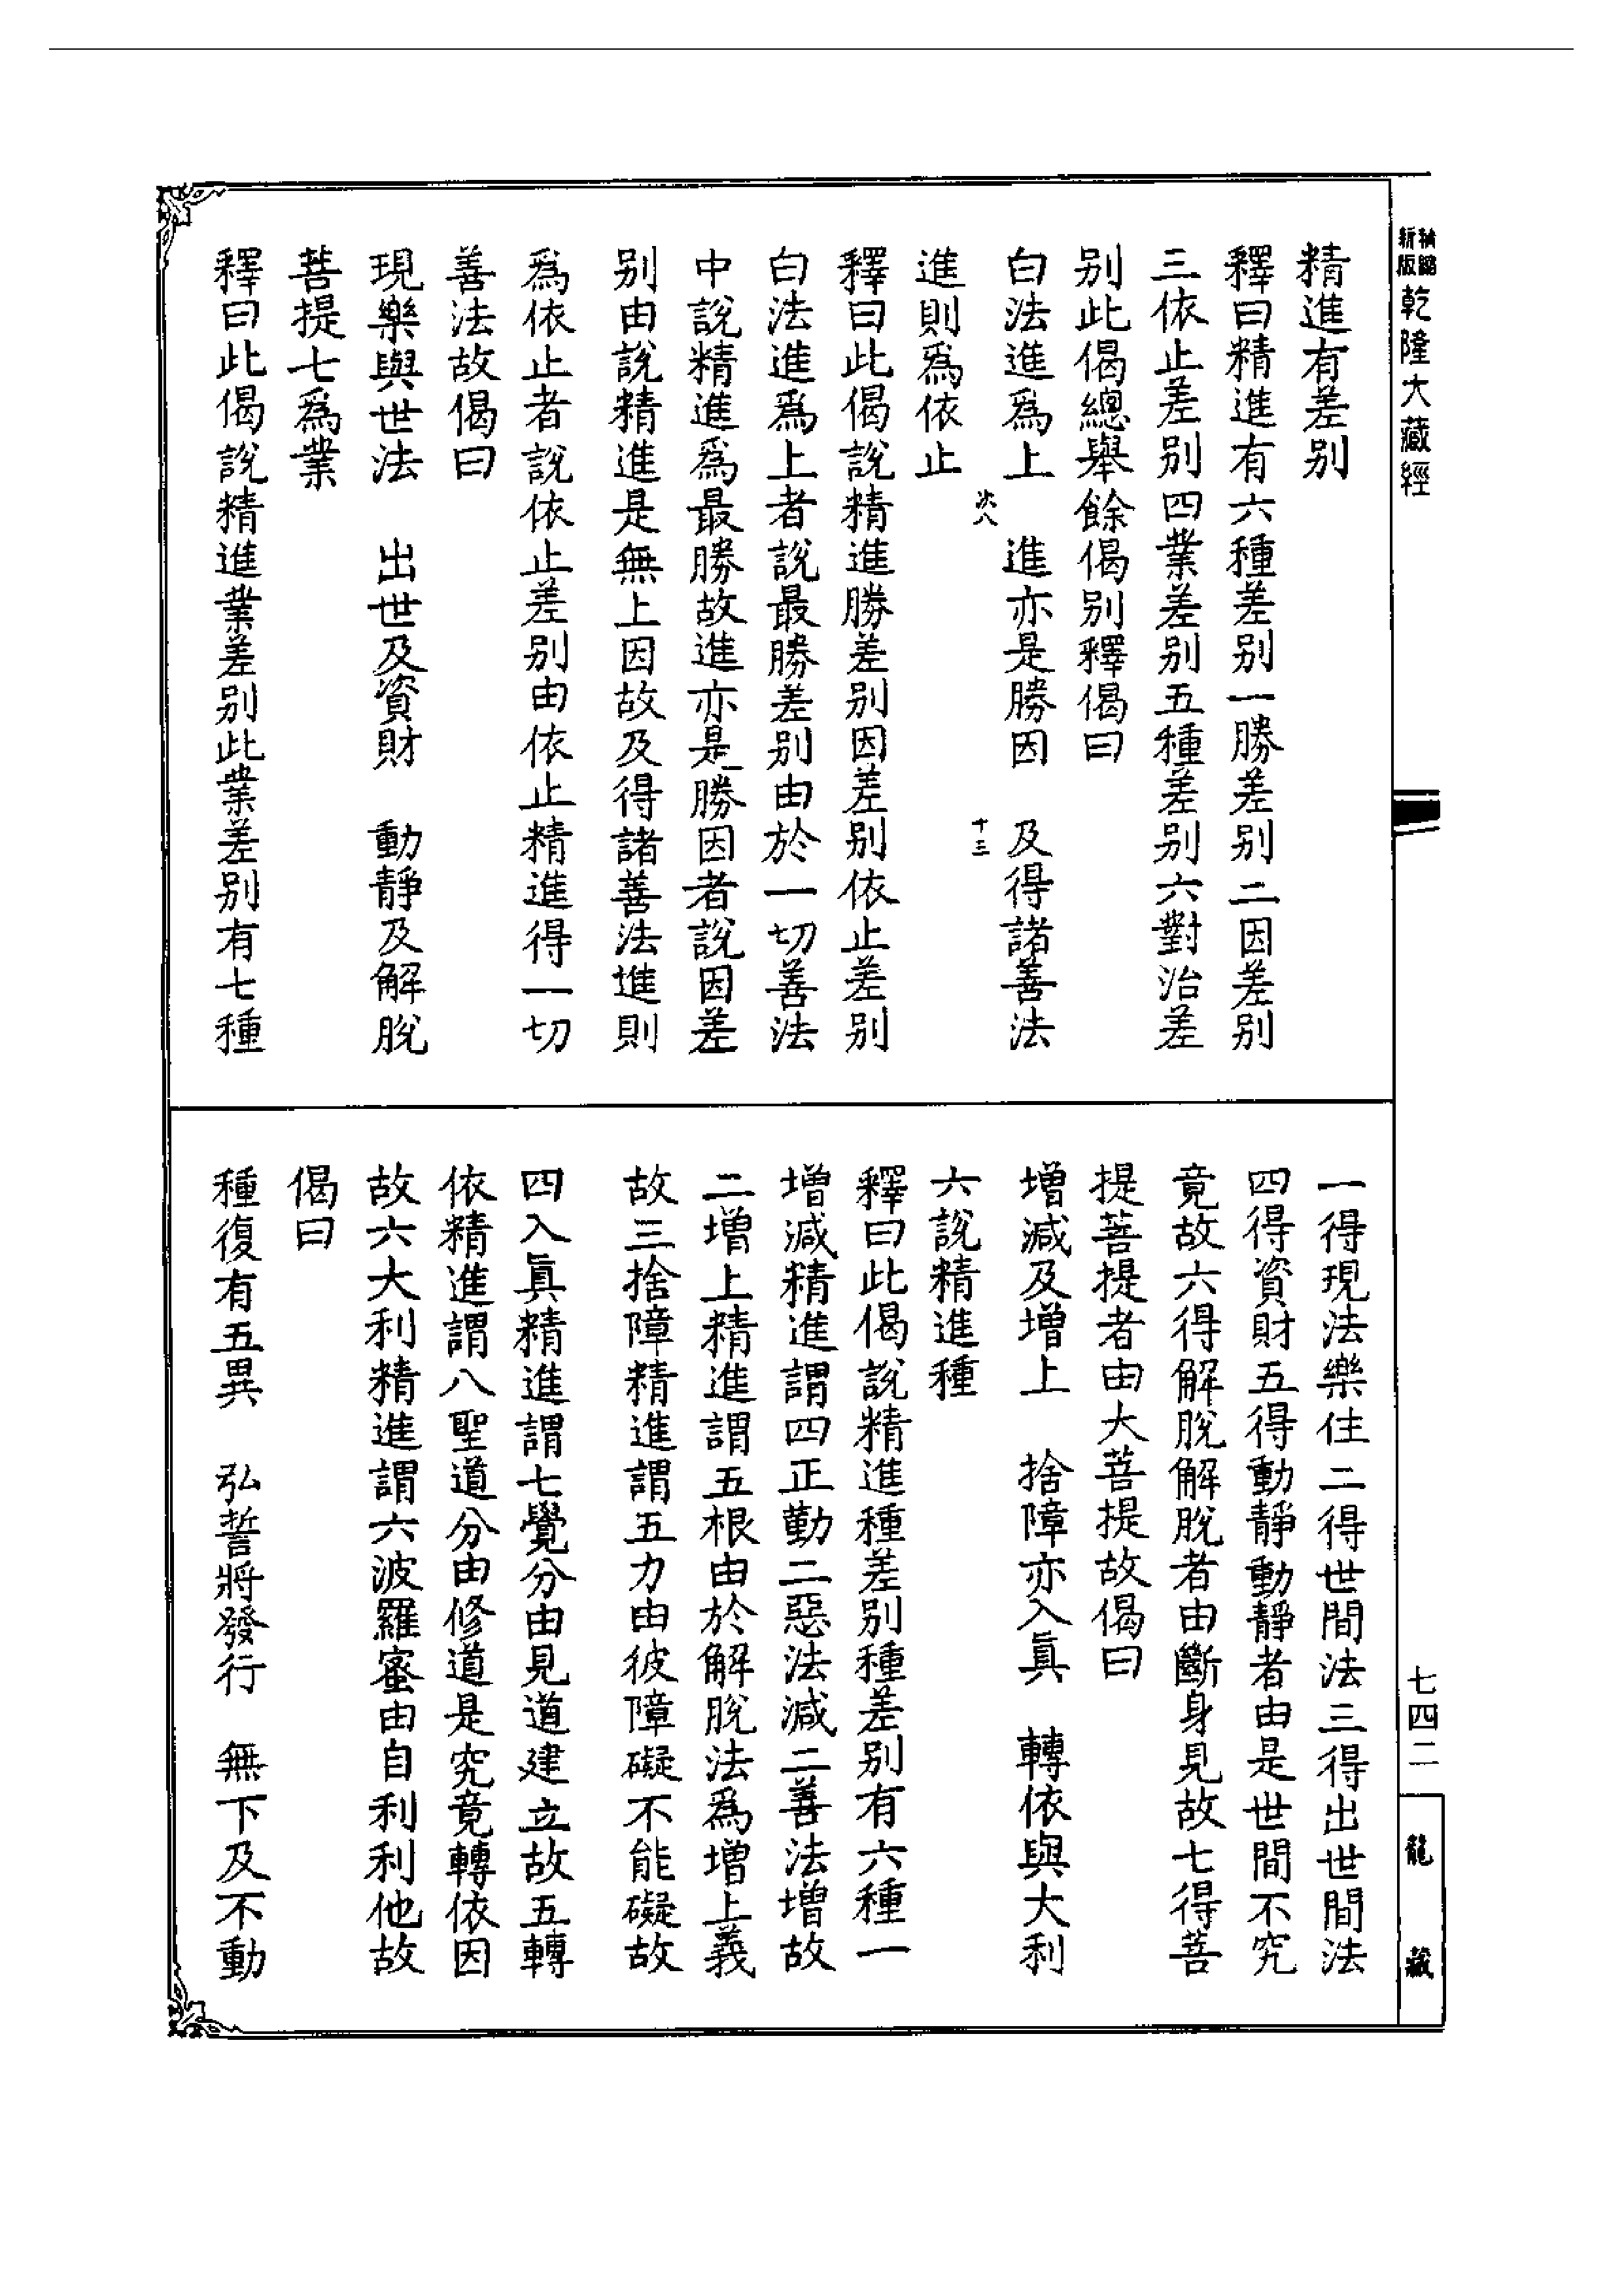 新版精縮乾隆大藏經
精進有差别
釋曰精進有六種差别一勝差别二因差别
三依止差别四業差别五種差别六對治差
别此偈總舉餘偈别釋偈曰
白法進爲上　進亦是勝因　及得諸善法
次八　十三
進則爲依止
釋曰此偈說精進勝差别因差别依止差别
白法進爲上者說最勝差别由於一切善法
中說精進爲最勝故進亦是勝因者說因差
别由說精進是無上因故及得諸善法進則
爲依止者說依止差别由依止精進得一切
善法故偈曰
現樂與世法　出世及資財　動靜及解脫
菩提七爲業
釋曰此偈說精進業差别此業差别有七種
一得現法樂住二得世間法三得出世間法
四得資財五得動靜動靜者由是世間不究
竟故六得解脫解脫者由斷身見故七得菩
提菩提者由大菩提故偈曰
增減及增上　捨障亦入眞　轉依與大利
六說精進種
釋曰此偈說精進種差别種差别有六種一
增減精進謂四正勤二惡法減二善法增故
二增上精進謂五根由於解脫法爲增上義
故三捨障精進謂五力由彼障礙不能礙故
四入眞精進謂七覺分由見道建立故五轉
依精進謂八聖道分由修道是究竟轉依因
故六大利精進謂六波羅蜜由自利利他故
偈曰
種復有五異　弘誓將發行　無下及不動
七四二
龍藏